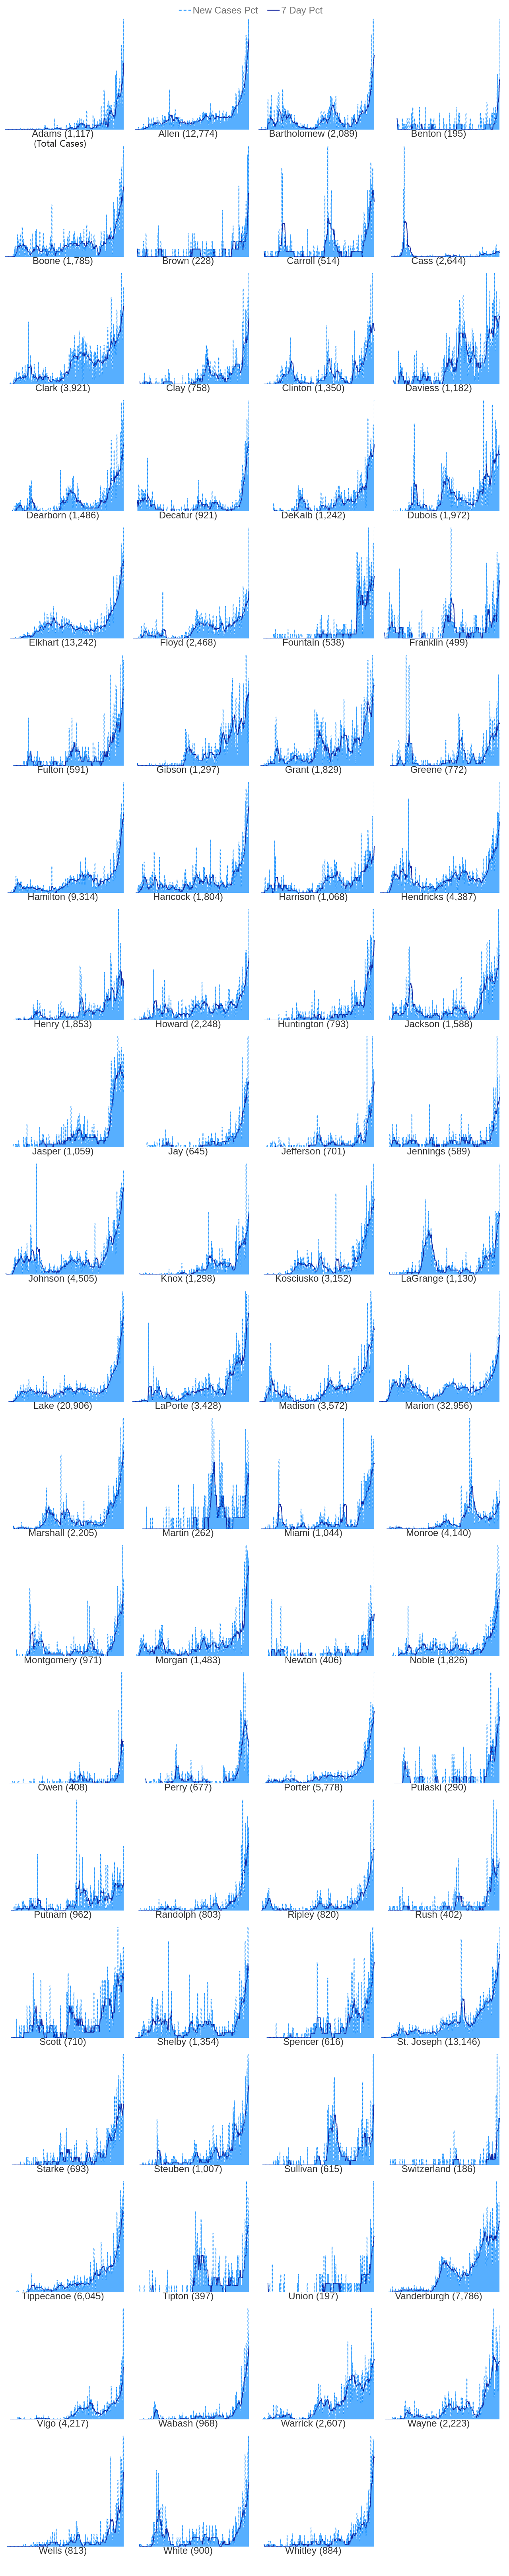 New Cases Pct 7 Day Pct
Adams (1,117) Allen (12,774) Bartholomew (2,089) Benton (195)
(Total Cases)
Boone (1,785) Brown (228) Carroll (514) Cass (2,644)
Clark (3,921) Clay (758) Clinton (1,350) Daviess (1,182)
Dearborn (1,486) Decatur (921) DeKalb (1,242) Dubois (1,972)
Elkhart (13,242) Floyd (2,468) Fountain (538) Franklin (499)
Fulton (591) Gibson (1,297) Grant (1,829) Greene (772)
Hamilton (9,314) Hancock (1,804) Harrison (1,068) Hendricks (4,387)
Henry (1,853) Howard (2,248) Huntington (793) Jackson (1,588)
Jasper (1,059) Jay (645) Jefferson (701) Jennings (589)
Johnson (4,505) Knox (1,298) Kosciusko (3,152) LaGrange (1,130)
Lake (20,906) LaPorte (3,428) Madison (3,572) Marion (32,956)
Marshall (2,205) Martin (262) Miami (1,044) Monroe (4,140)
Montgomery (971) Morgan (1,483) Newton (406) Noble (1,826)
Owen (408) Perry (677) Porter (5,778) Pulaski (290)
Putnam (962) Randolph (803) Ripley (820) Rush (402)
Scott (710) Shelby (1,354) Spencer (616) St. Joseph (13,146)
Starke (693) Steuben (1,007) Sullivan (615) Switzerland (186)
Tippecanoe (6,045) Tipton (397) Union (197) Vanderburgh (7,786)
Vigo (4,217) Wabash (968) Warrick (2,607) Wayne (2,223)
Wells (813) White (900) Whitley (884)